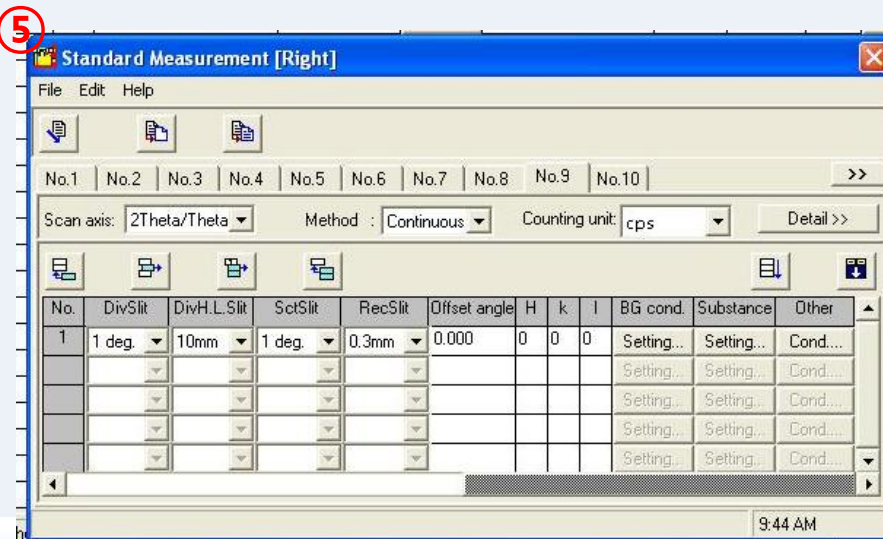 ⑤
Standard Measurement [Right]
File Edit Help
No.1 No.2 No.3 No.4 No.5 No.6 No.7 No.8 No.9 No.10 >>
Scan axis: 2Theta/Theta Method : Continuous Counting unit: cps Detail >>
No. DivSlit DivH.L.Slit SctSlit RecSlit Offset angle H k l BG cond. Substance Other
1 1 deg. 10mm 1 deg. 0.3mm 0.000 0 0 0 Setting... Setting... Cond....
Setting... Setting... Cond....
Setting... Setting... Cond....
Setting... Setting... Cond....
Setting... Setting... Cond....
9:44 AM